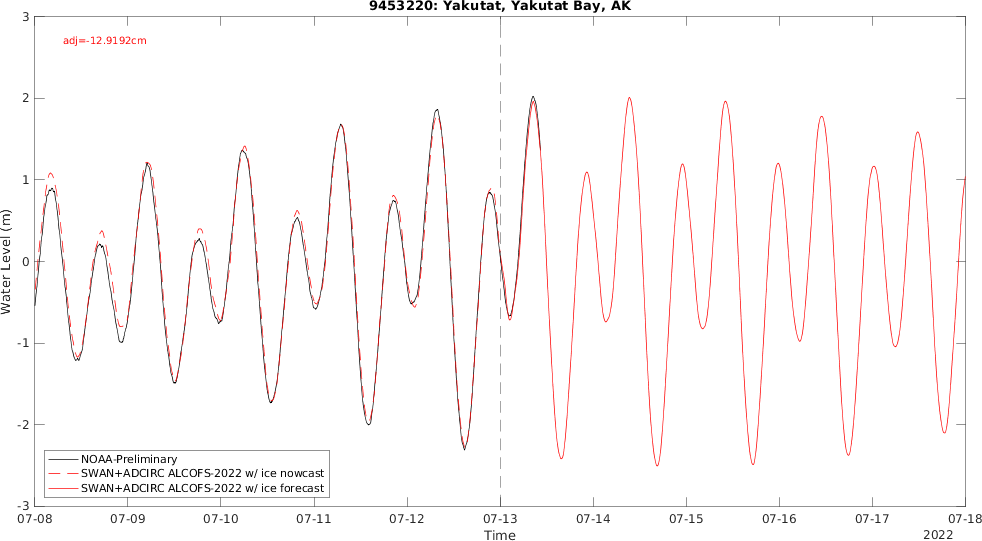 9453220: Yakutat, Yakutat Bay, AK
adj=-12.9192cm
Water Level (m)
3
2
1
0
-1
-2
-3
NOAA-Preliminary
SWAN+ADCIRC ALCOFS-2022 w/ ice nowcast
SWAN+ADCIRC ALCOFS-2022 w/ ice forecast
07-08 07-09 07-10 07-11 07-12 07-13 07-14 07-15 07-16 07-17 07-18
Time
2022